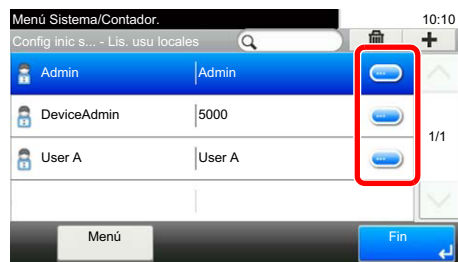 Menú Sistema/Contador. 10:10
Config inic s... - Lis. usu locales
Admin Admin
DeviceAdmin 5000
1/1
User A User A
Menú Fin